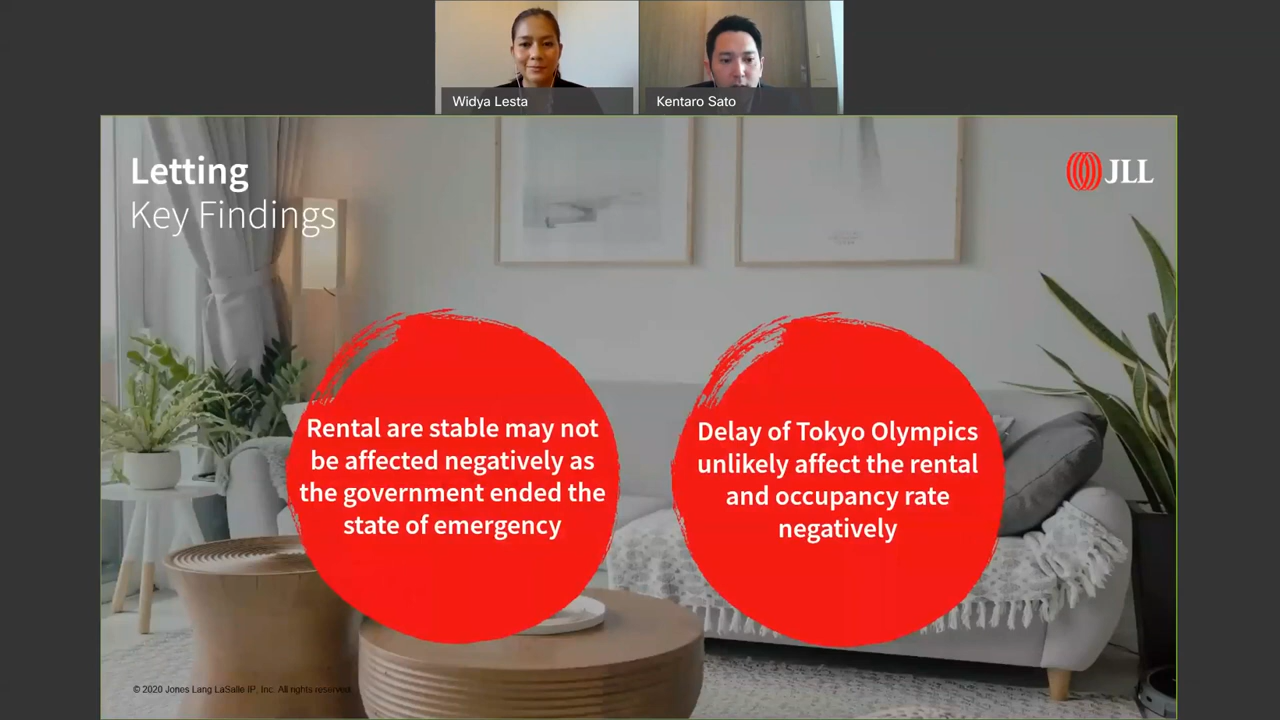 Widya Lesta
Kentaro Sato
Letting
Key Findings
JLL
Rental are stable may not
be affected negatively as
the government ended the
state of emergency
Delay of Tokyo Olympics
unlikely affect the rental
and occupancy rate
negatively
© 2020 Jones Lang LaSalle IP, Inc. All rights reserved.